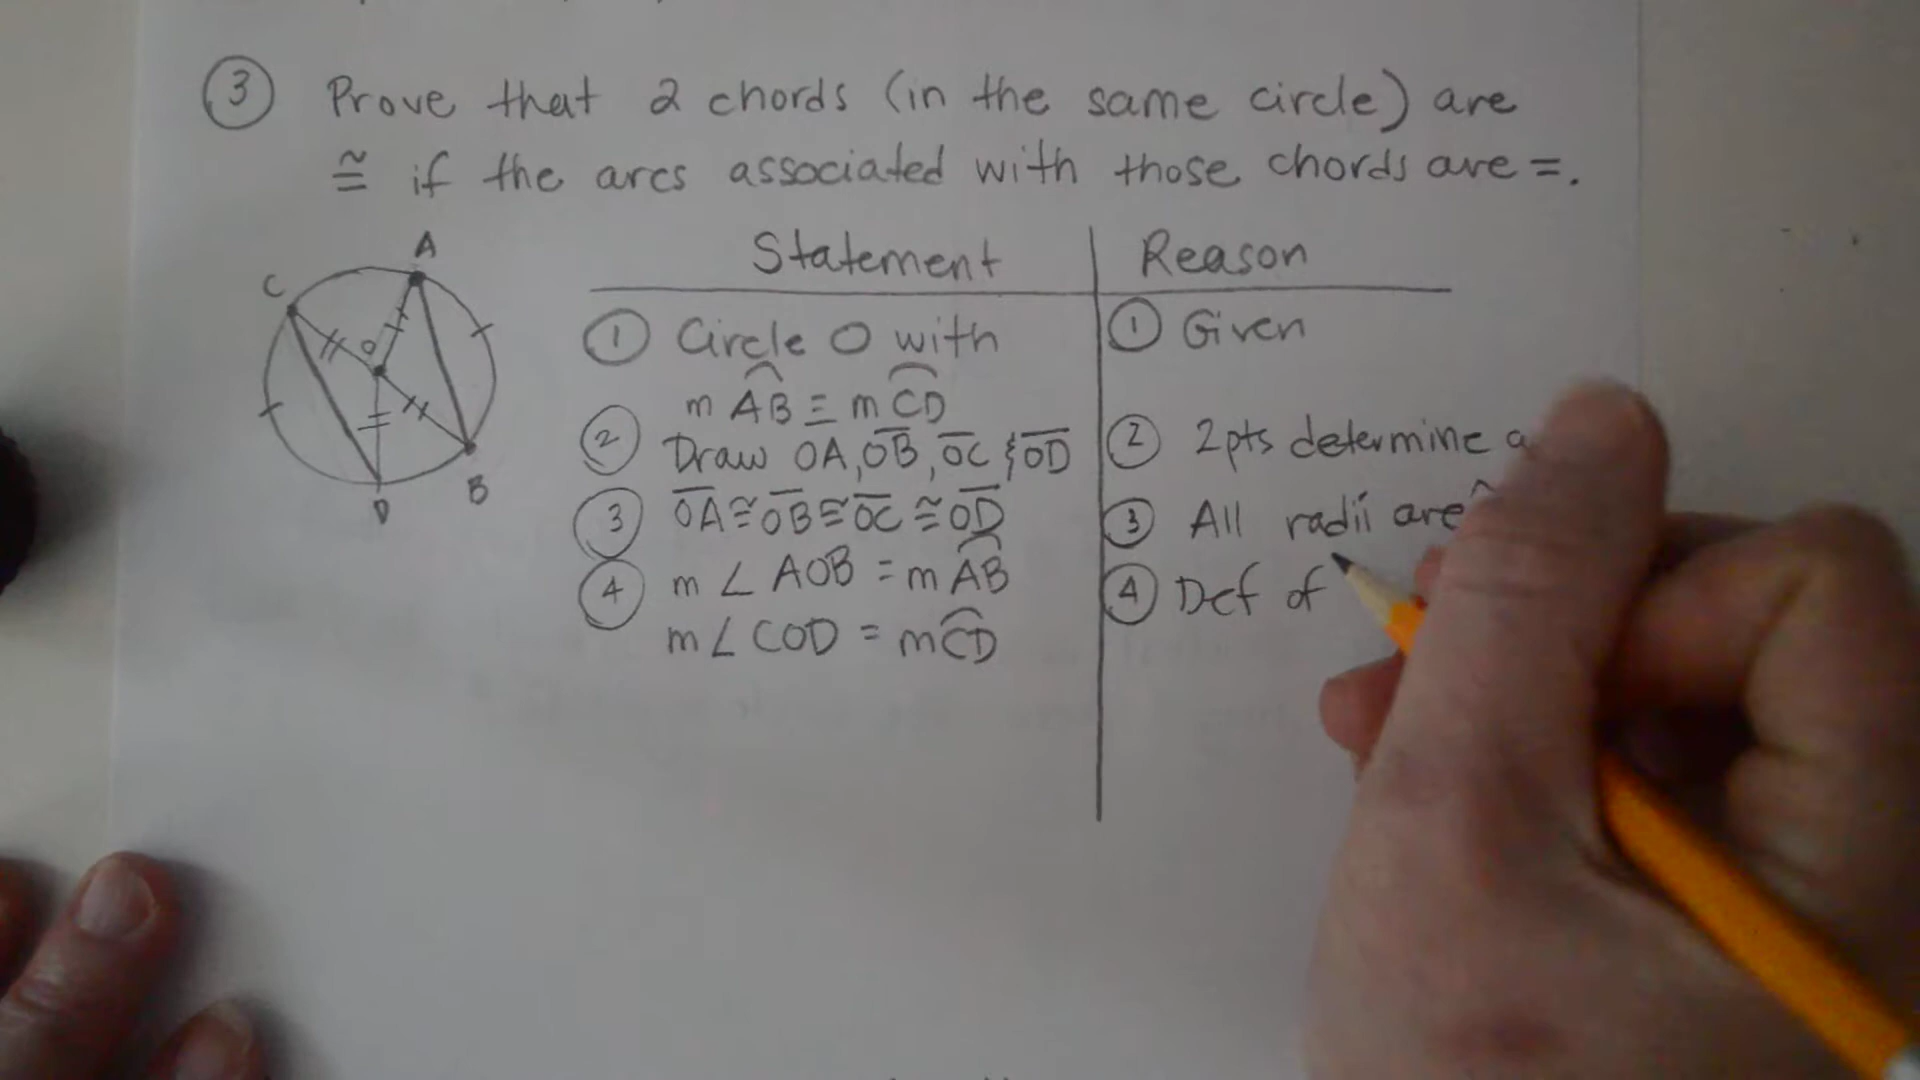 ③ Prove that 2 chords (in the same circle) are
≅ if the arcs associated with those chords are =.
A
C
O
B
D
Statement | Reason
① Circle O with
m AB ≡ m CD
② Draw OA, OB, OC & OD
③ OA ≅ OB ≅ OC ≅ OD
④ m ∠ AOB = m AB
m ∠ COD = m CD
① Given
② 2pts determine a
③ All radii are
④ Def of